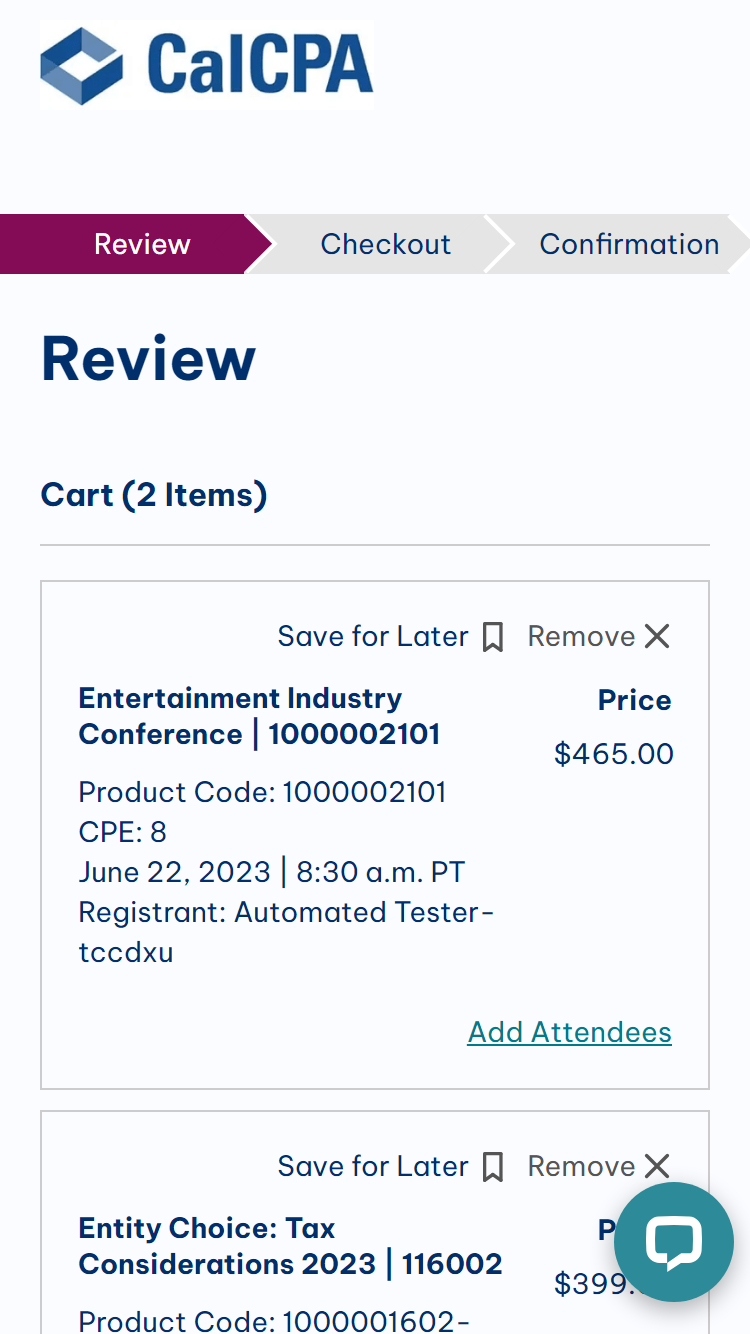 CalCPA
Review
Checkout
Confirmation
Review
Cart (2 Items)
Save for Later
Remove
Entertainment Industry
Conference | 1000002101
Price
$465.00
Product Code: 1000002101
CPE: 8
June 22, 2023 | 8:30 a.m. PT
Registrant: Automated Tester-
tccdxu
Add Attendees
Save for Later
Remove
Entity Choice: Tax
Considerations 2023 | 116002
$399.
Product Code: 1000001602-